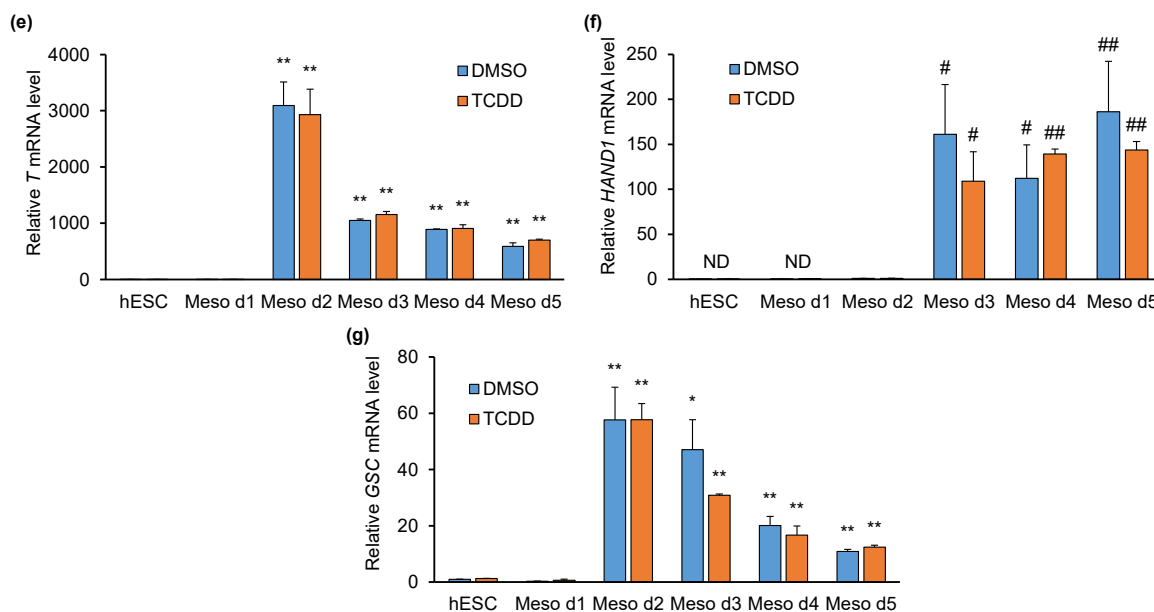 (e)
Relative T mRNA level
4000
3000
2000
1000
0
** **
** **
** **
** **
DMSO
TCDD
hESC Meso d1 Meso d2 Meso d3 Meso d4 Meso d5
(f)
Relative HAND1 mRNA level
250
200
150
100
50
0
DMSO
TCDD
ND ND
# #
# ##
## ##
hESC Meso d1 Meso d2 Meso d3 Meso d4 Meso d5
(g)
Relative GSC mRNA level
80
60
40
20
0
DMSO
TCDD
** **
* **
** **
** **
hESC Meso d1 Meso d2 Meso d3 Meso d4 Meso d5